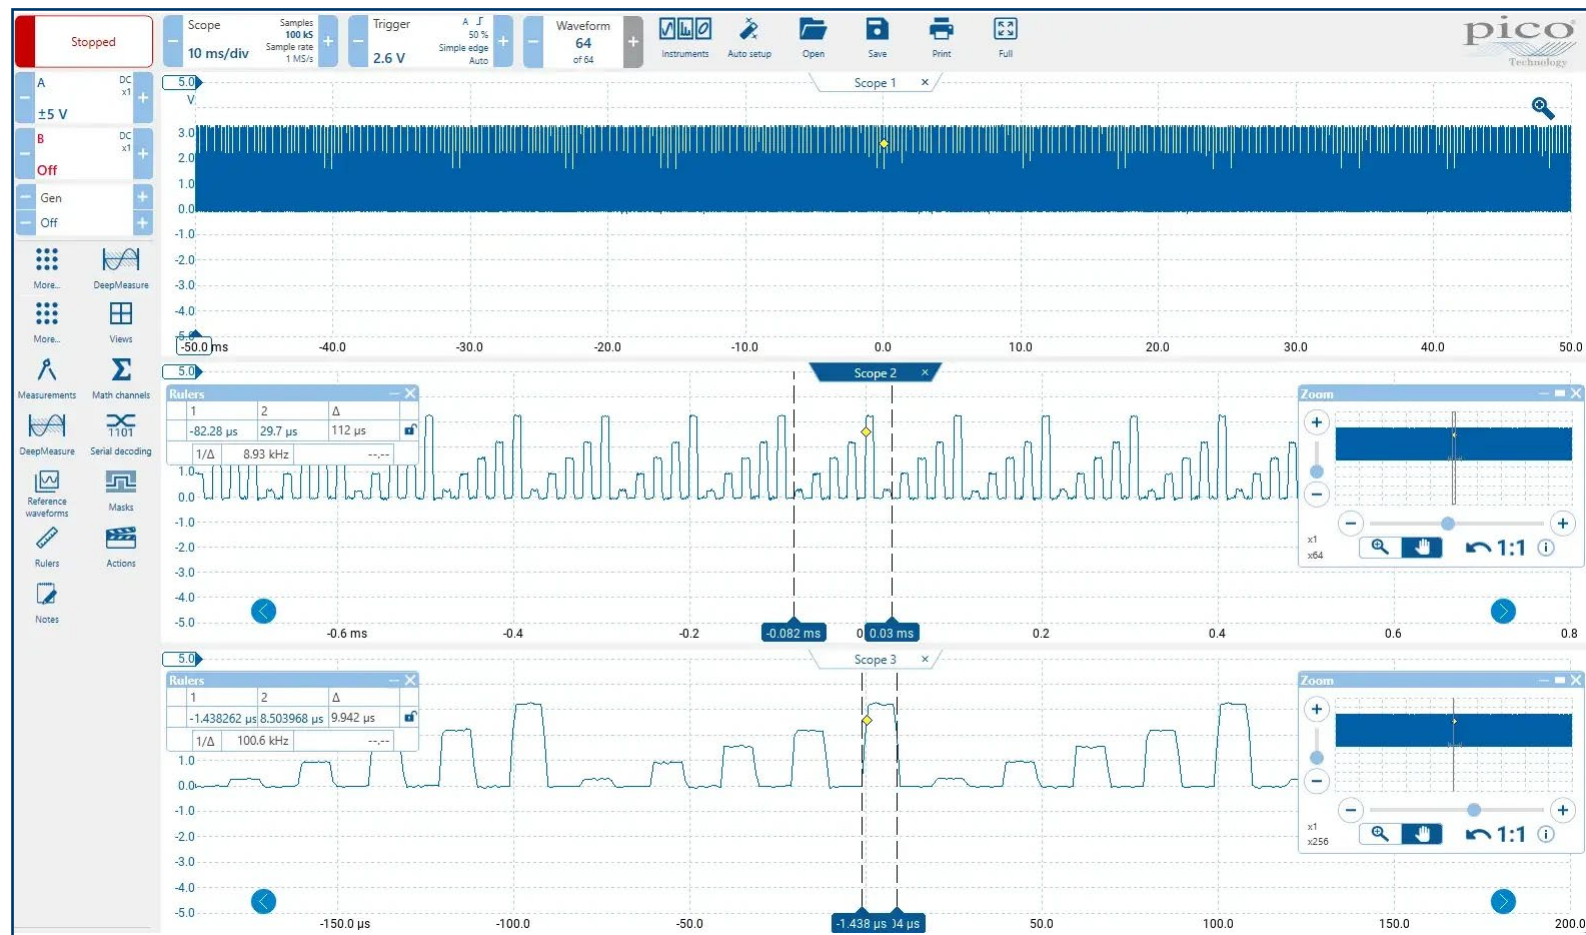 Stopped
Scope
10 ms/div
Samples
100 kS
Sample rate
1 MS/s
Trigger
2.6 V
A
50 %
Simple edge
Auto
Waveform
64
of 64
Instruments
Auto setup
Open
Save
Print
Full
pico
Technology
A
DC
x1
±5 V
B
DC
x1
Off
Gen
Off
More...
DeepMeasure
More...
Views
Measurements
Math channels
DeepMeasure
1101
Serial decoding
Reference
waveforms
Masks
Rulers
Actions
Notes
Scope 1 ×
5.0
V
3.0
2.0
1.0
0.0
-1.0
-2.0
-3.0
-4.0
-5.0
-50.0 ms -40.0 -30.0 -20.0 -10.0 0.0 10.0 20.0 30.0 40.0 50.0
Scope 2 ×
5.0
Rulers
1 2 Δ
-82.28 µs 29.7 µs 112 µs
1/Δ 8.93 kHz --.--
Zoom
x1
x64
1:1
1.0
0.0
-1.0
-2.0
-3.0
-4.0
-5.0
-0.6 ms -0.4 -0.2 -0.082 ms 0 0.03 ms 0.2 0.4 0.6 0.8
Scope 3 ×
5.0
Rulers
1 2 Δ
-1.438262 µs 8.503968 µs 9.942 µs
1/Δ 100.6 kHz --.--
Zoom
x1
x256
1:1
1.0
0.0
-1.0
-2.0
-3.0
-4.0
-5.0
-150.0 µs -100.0 -50.0 -1.438 µs )4 µs 50.0 100.0 150.0 200.0